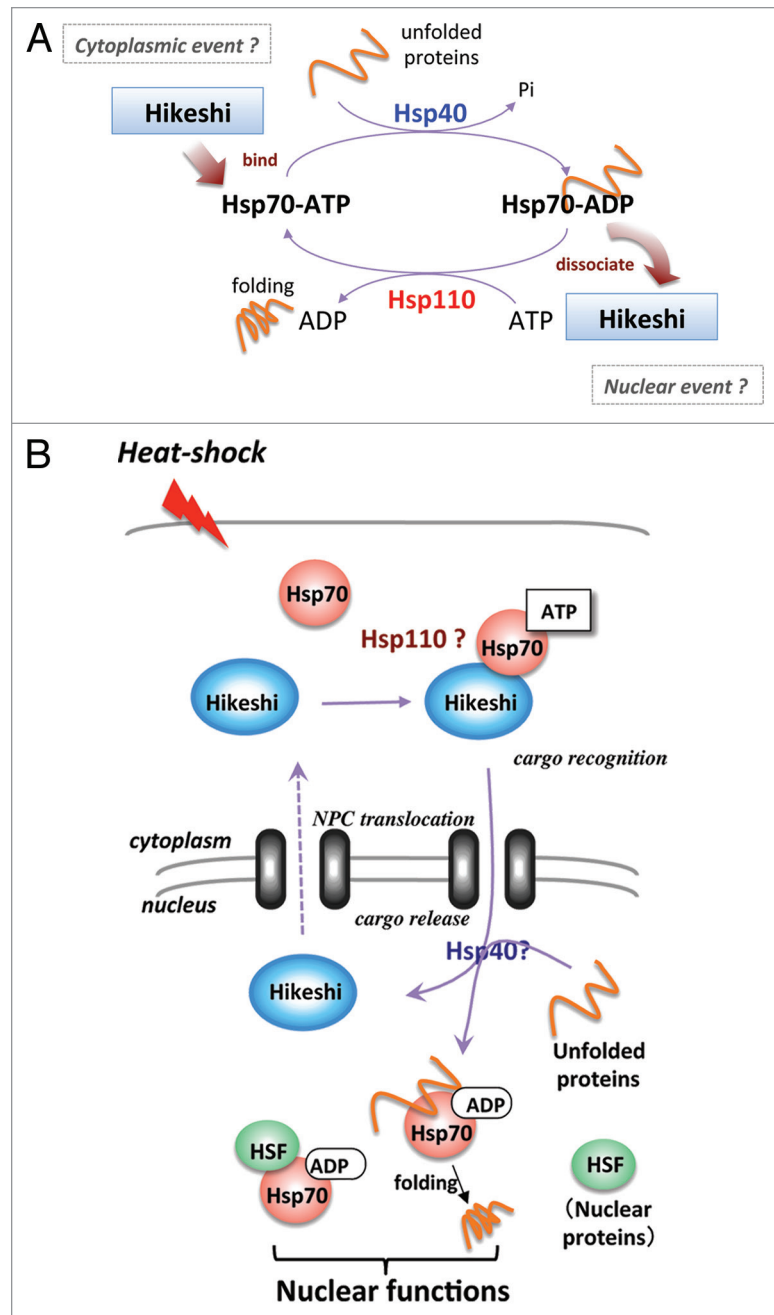 A
Cytoplasmic event ?
unfolded
proteins
Pi
Hikeshi
Hsp40
bind
Hsp70-ATP
Hsp70-ADP
dissociate
folding
ADP
Hsp110
ATP
Hikeshi
Nuclear event ?
B
Heat-shock
Hsp70
ATP
Hsp110 ?
Hsp70
Hikeshi
Hikeshi
cargo recognition
NPC translocation
cytoplasm
nucleus
cargo release
Hsp40?
Hikeshi
Unfolded
proteins
ADP
Hsp70
HSF
ADP
Hsp70
folding
HSF
(Nuclear
proteins)
Nuclear functions